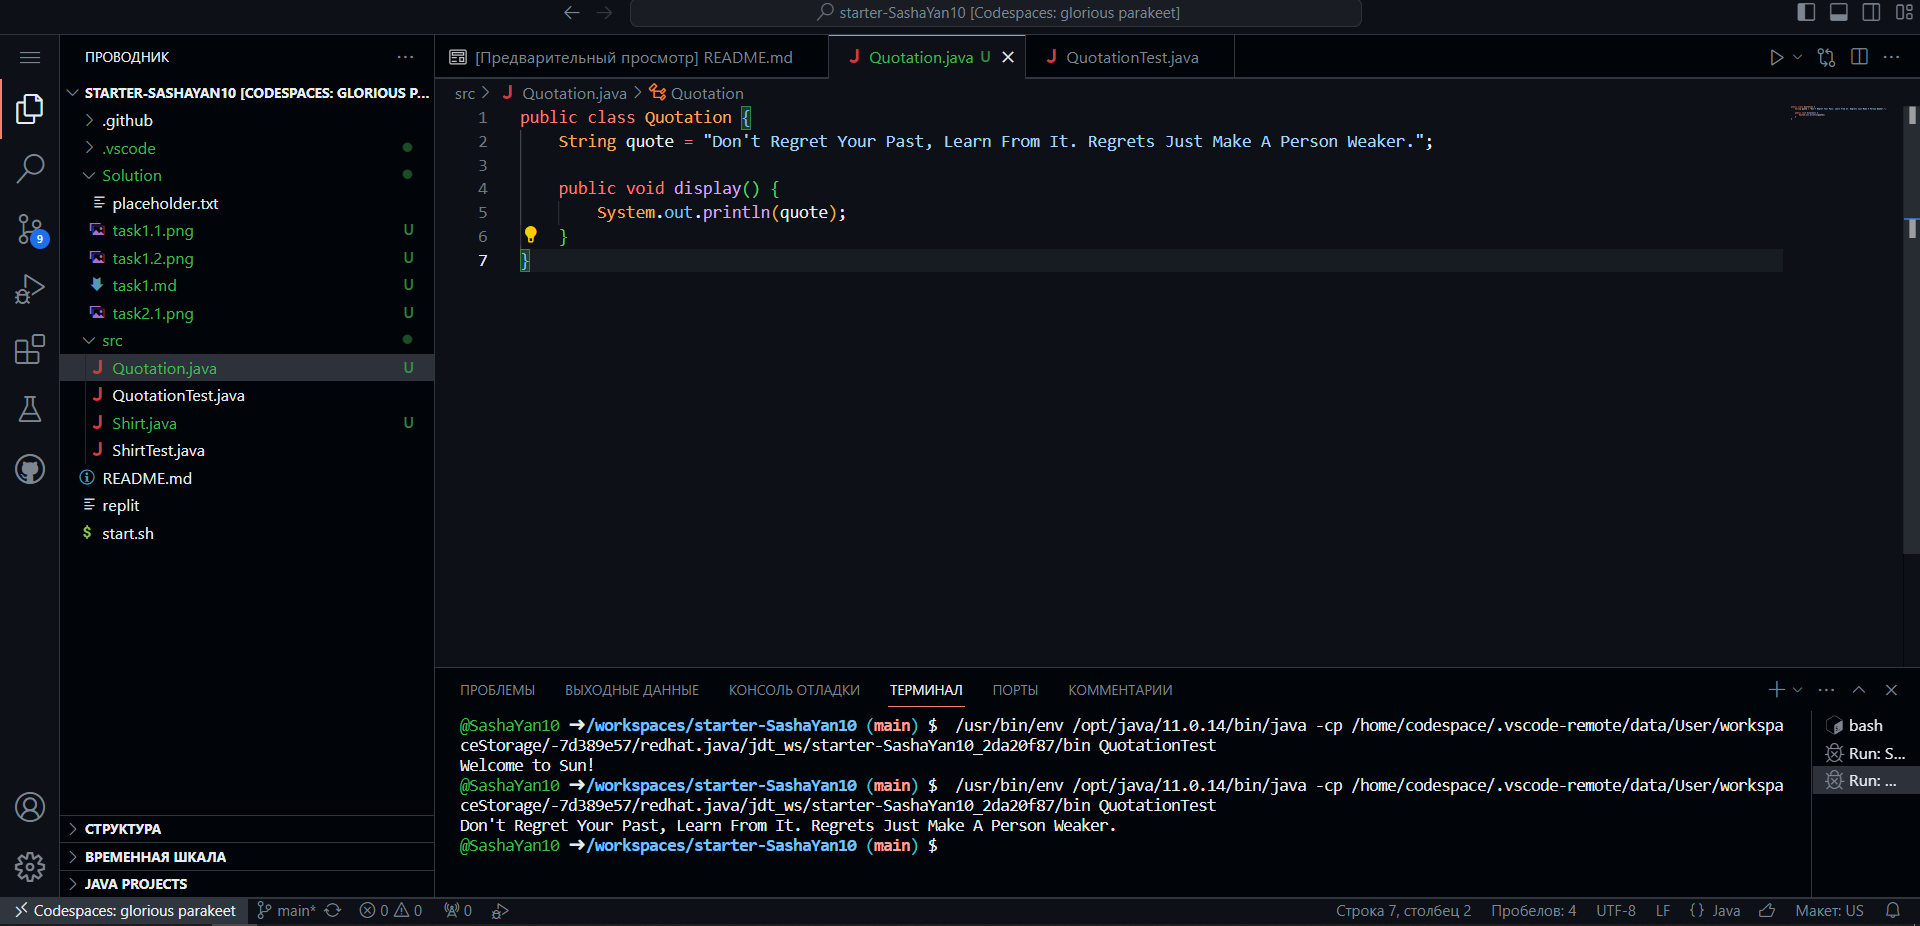 starter-SashaYan10 [Codespaces: glorious parakeet]
ПРОВОДНИК
STARTER-SASHAYAN10 [CODESPACES: GLORIOUS P...
.github
.vscode
Solution
placeholder.txt
task1.1.png U
task1.2.png U
task1.md U
task2.1.png U
src
Quotation.java U
QuotationTest.java
Shirt.java U
ShirtTest.java
README.md
replit
start.sh
СТРУКТУРА
ВРЕМЕННАЯ ШКАЛА
JAVA PROJECTS
9
[Предварительный просмотр] README.md
Quotation.java U
QuotationTest.java
src > Quotation.java > Quotation
1 public class Quotation {
2 String quote = "Don't Regret Your Past, Learn From It. Regrets Just Make A Person Weaker.";
3
4 public void display() {
5 System.out.println(quote);
6 }
7 }
ПРОБЛЕМЫ ВЫХОДНЫЕ ДАННЫЕ КОНСОЛЬ ОТЛАДКИ ТЕРМИНАЛ ПОРТЫ КОММЕНТАРИИ
@SashaYan10 ➜/workspaces/starter-SashaYan10 (main) $ /usr/bin/env /opt/java/11.0.14/bin/java -cp /home/codespace/.vscode-remote/data/User/workspa
ceStorage/-7d389e57/redhat.java/jdt_ws/starter-SashaYan10_2da20f87/bin QuotationTest
Welcome to Sun!
@SashaYan10 ➜/workspaces/starter-SashaYan10 (main) $ /usr/bin/env /opt/java/11.0.14/bin/java -cp /home/codespace/.vscode-remote/data/User/workspa
ceStorage/-7d389e57/redhat.java/jdt_ws/starter-SashaYan10_2da20f87/bin QuotationTest
Don't Regret Your Past, Learn From It. Regrets Just Make A Person Weaker.
@SashaYan10 ➜/workspaces/starter-SashaYan10 (main) $
bash
Run: S...
Run: ...
Codespaces: glorious parakeet main* 0 0 0 Строка 7, столбец 2 Пробелов: 4 UTF-8 LF {} Java Макет: US